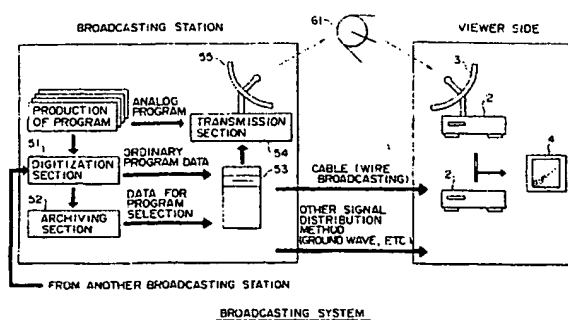 BROADCASTING STATION
61
VIEWER SIDE
55
3
PRODUCTION
OF PROGRAM
ANALOG
PROGRAM
TRANSMISSION
SECTION
2
4
51
ORDINARY
PROGRAM DATA
54
53
DIGITIZATION
SECTION
CABLE (WIRE
BROADCASTING)
2
52
DATA FOR
PROGRAM
SELECTION
ARCHIVING
SECTION
OTHER SIGNAL
DISTRIBUTION
METHOD
(GROUND WAVE, ETC)
FROM ANOTHER BROADCASTING STATION
BROADCASTING SYSTEM